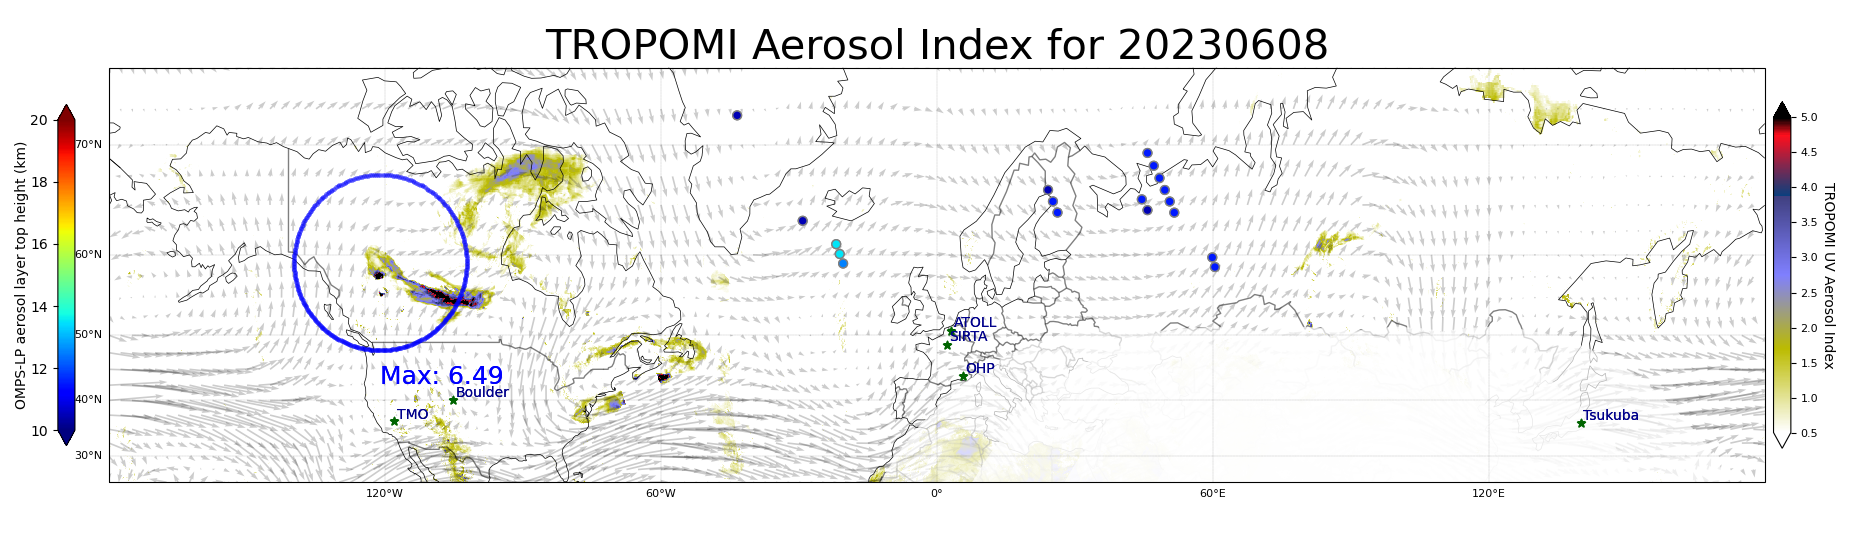 TROPOMI Aerosol Index for 20230608
OMPS-LP aerosol layer top height (km)
20
18
16
14
12
10
70°N
60°N
50°N
40°N
30°N
120°W
60°W
0°
60°E
120°E
Max: 6.49
Boulder
TMO
ATOLL
SIRTA
OHP
Tsukuba
5.0
4.5
4.0
3.5
3.0
2.5
2.0
1.5
1.0
0.5
TROPOMI UV Aerosol Index